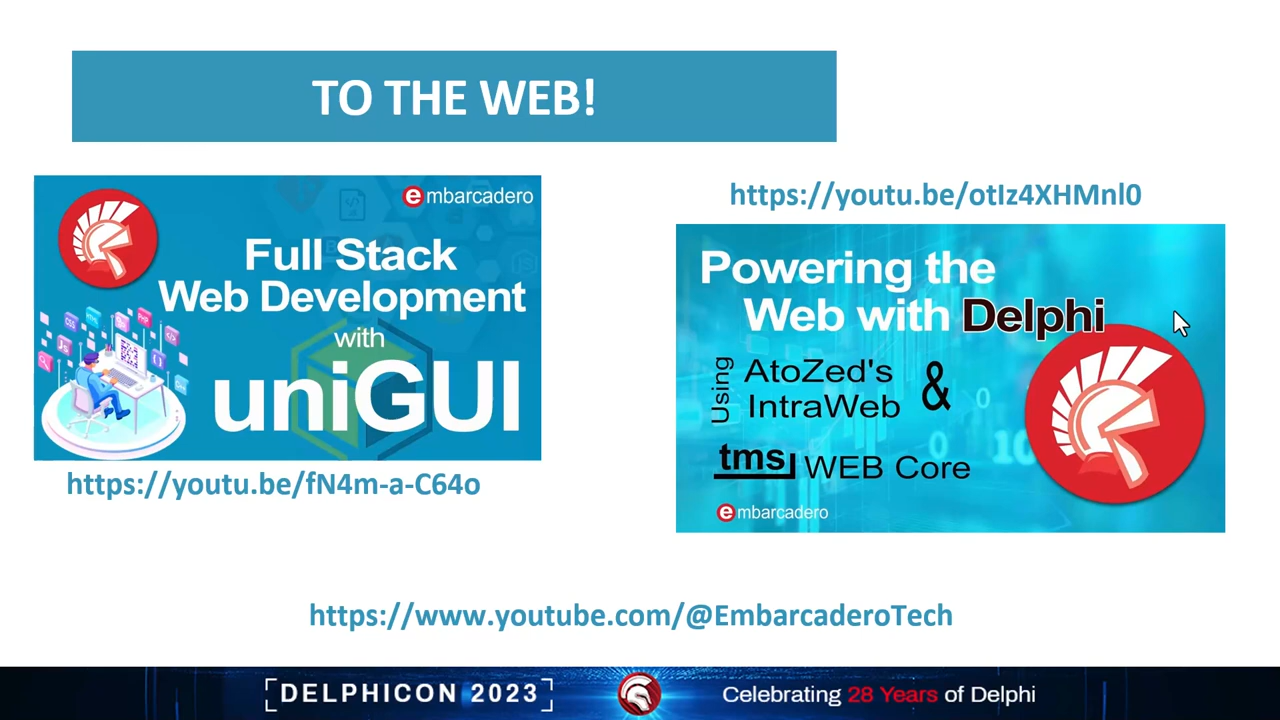 TO THE WEB!
embarcadero
Full Stack
Web Development
with
uniGUI
https://youtu.be/fN4m-a-C64o
https://youtu.be/otIz4XHMnl0
Powering the
Web with Delphi
Using
AtoZed's
IntraWeb
&
tms WEB Core
embarcadero
https://www.youtube.com/@EmbarcaderoTech
[DELPHICON 2023]
Celebrating 28 Years of Delphi